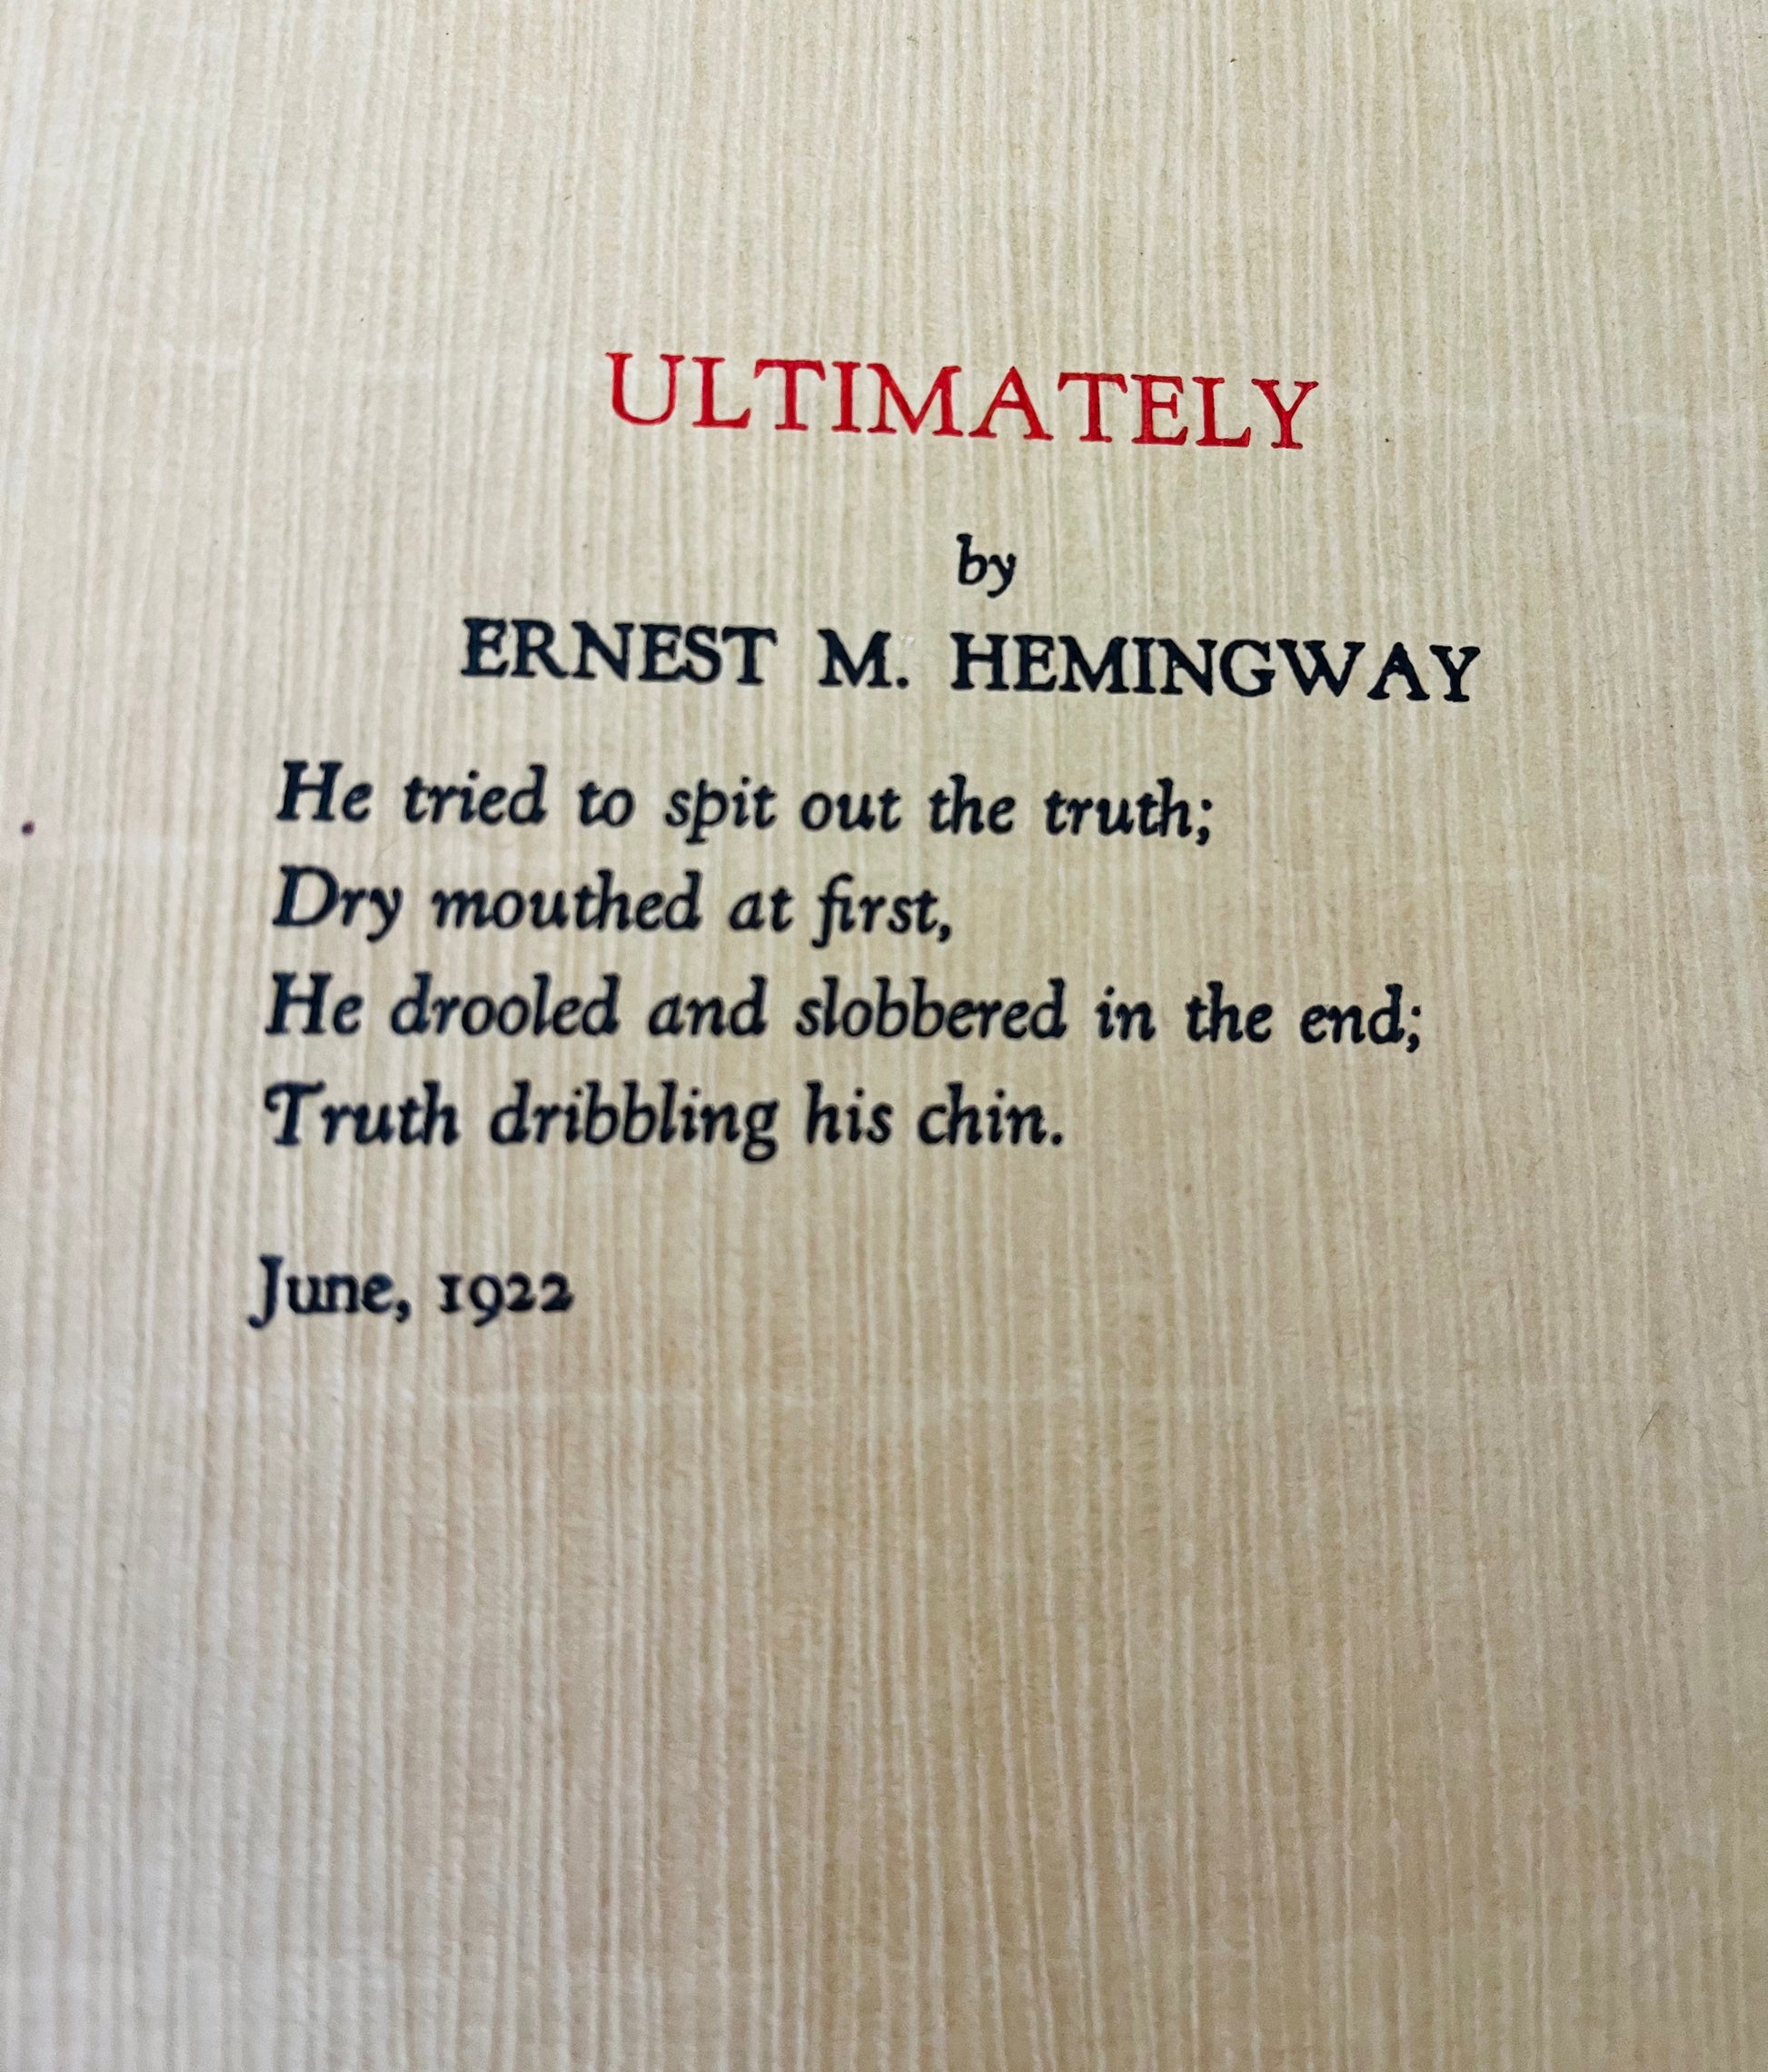 ULTIMATELY
by
ERNEST M. HEMINGWAY
He tried to spit out the truth;
Dry mouthed at first,
He drooled and slobbered in the end;
Truth dribbling his chin.
June, 1922